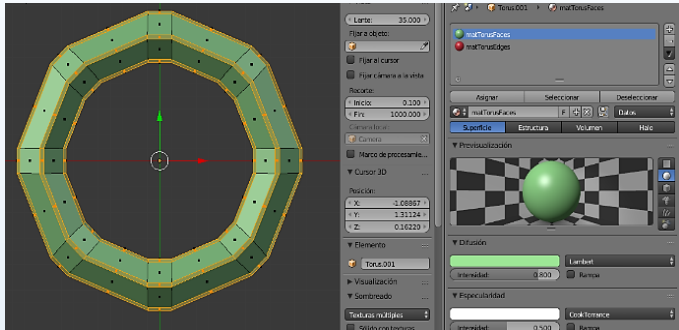 Lente: 35.000
Fijar a objeto:
Fijar al cursor
Fijar cámara a la vista
Recorte:
Inicio: 0.100
Fin: 1000.000
Cámara local:
Camera
Marco de procesamie...
Cursor 3D
Posición:
X: -1.08867
Y: 1.31124
Z: 0.16220
Elemento
Torus.001
Visualización
Sombreado
Texturas múltiples
Sólido con texturas
Torus.001
matTorusFaces
matTorusFaces
matTorusEdges
Asignar Seleccionar Deseleccionar
matTorusFaces F Datos
Superficie Estructura Volumen Halo
Previsualización
Difusión
Lambert
Intensidad: 0.800 Rampa
Especularidad
CookTorrance
Intensidad: 0.500 Rampa